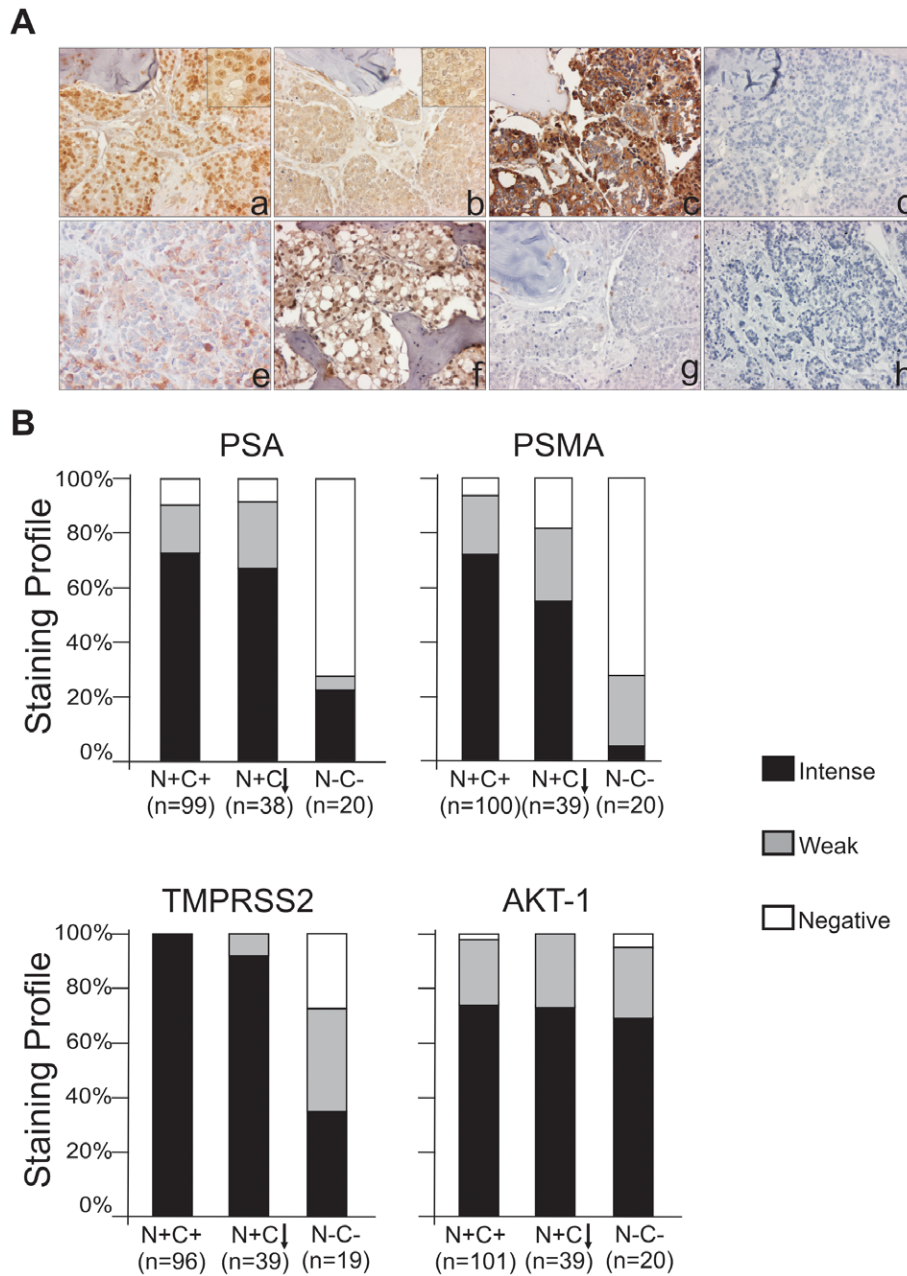 A
a b c d
e f g h
B
PSA
PSMA
Staining Profile
100%
80%
60%
40%
20%
0%
N+C+ N+C↓ N-C-
(n=99) (n=38) (n=20)
N+C+ N+C↓ N-C-
(n=100) (n=39) (n=20)
Intense
Weak
Negative
TMPRSS2
AKT-1
Staining Profile
100%
80%
60%
40%
20%
0%
N+C+ N+C↓ N-C-
(n=96) (n=39) (n=19)
N+C+ N+C↓ N-C-
(n=101) (n=39) (n=20)